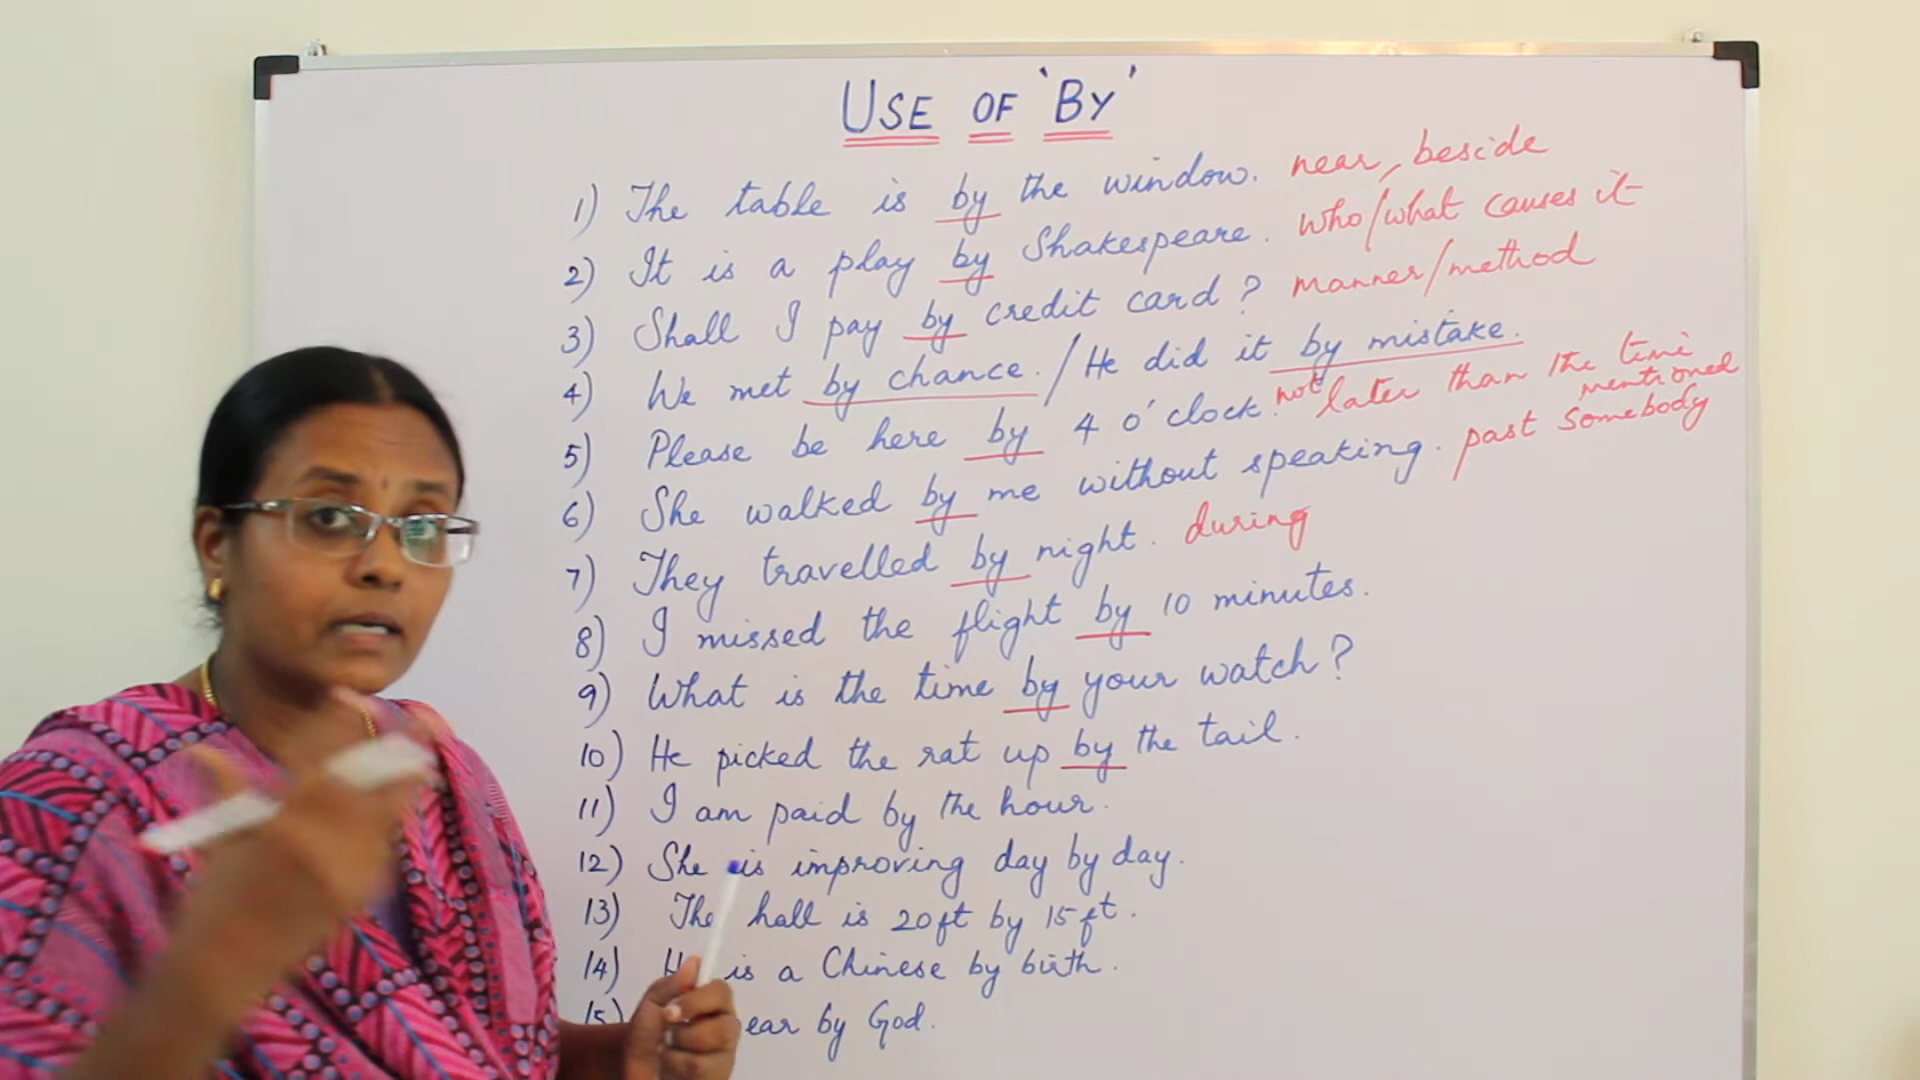 USE OF 'BY'
1) The table is by the window. near, beside
2) It is a play by Shakespeare. who/what causes it
3) Shall I pay by credit card? manner/method
4) We met by chance. / He did it by mistake.
5) Please be here by 4 o'clock. not later than the time mentioned
6) She walked by me without speaking. past somebody
7) They travelled by night. during
8) I missed the flight by 10 minutes.
9) What is the time by your watch?
10) He picked the rat up by the tail.
11) I am paid by the hour.
12) She is improving day by day.
13) The hall is 20ft by 15ft.
14) is a Chinese by birth.
15) by God.